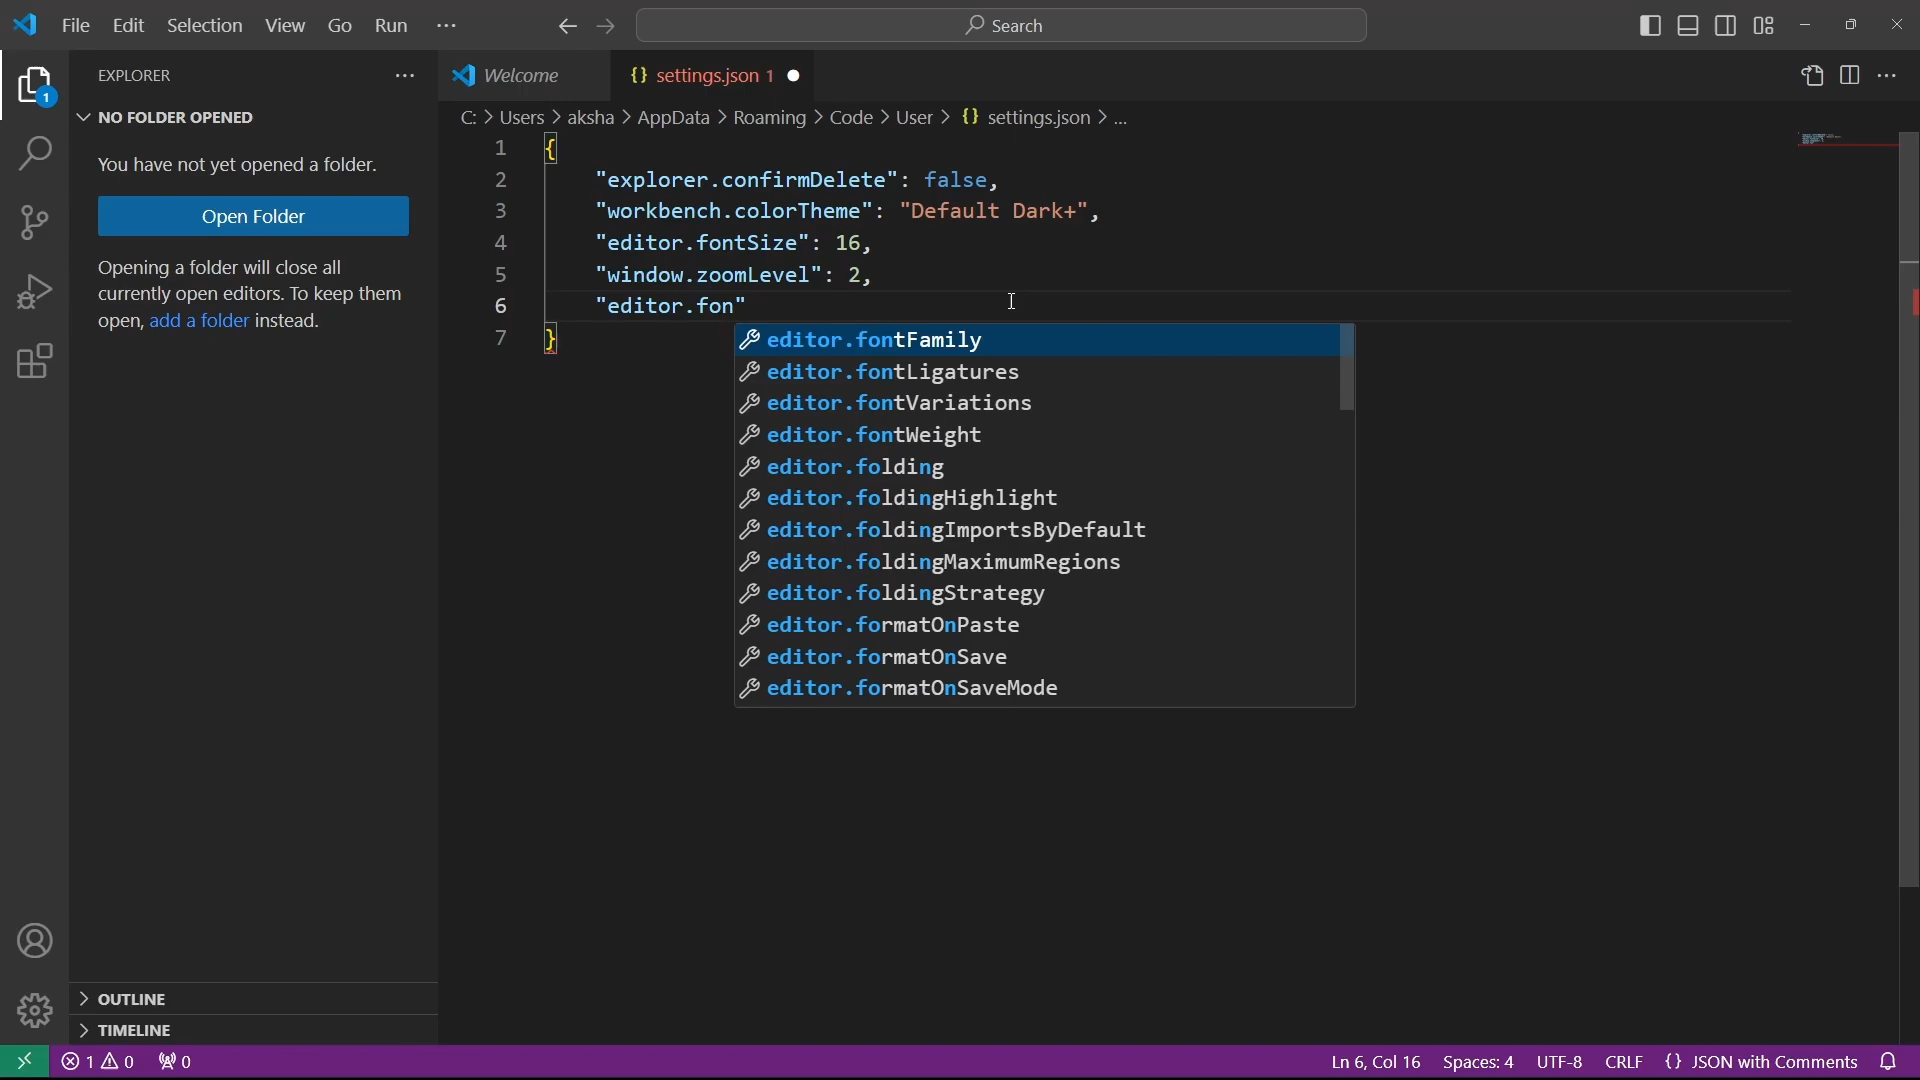 File Edit Selection View Go Run ··· Search
EXPLORER ···
Welcome {} settings.json 1 ●
1
NO FOLDER OPENED
You have not yet opened a folder.
Open Folder
Opening a folder will close all
currently open editors. To keep them
open, add a folder instead.
OUTLINE
TIMELINE
C: > Users > aksha > AppData > Roaming > Code > User > {} settings.json > ...
1 {
2 "explorer.confirmDelete": false,
3 "workbench.colorTheme": "Default Dark+",
4 "editor.fontSize": 16,
5 "window.zoomLevel": 2,
6 "editor.fon"
7 }
editor.fontFamily
editor.fontLigatures
editor.fontVariations
editor.fontWeight
editor.folding
editor.foldingHighlight
editor.foldingImportsByDefault
editor.foldingMaximumRegions
editor.foldingStrategy
editor.formatOnPaste
editor.formatOnSave
editor.formatOnSaveMode
1 0 0 Ln 6, Col 16 Spaces: 4 UTF-8 CRLF {} JSON with Comments